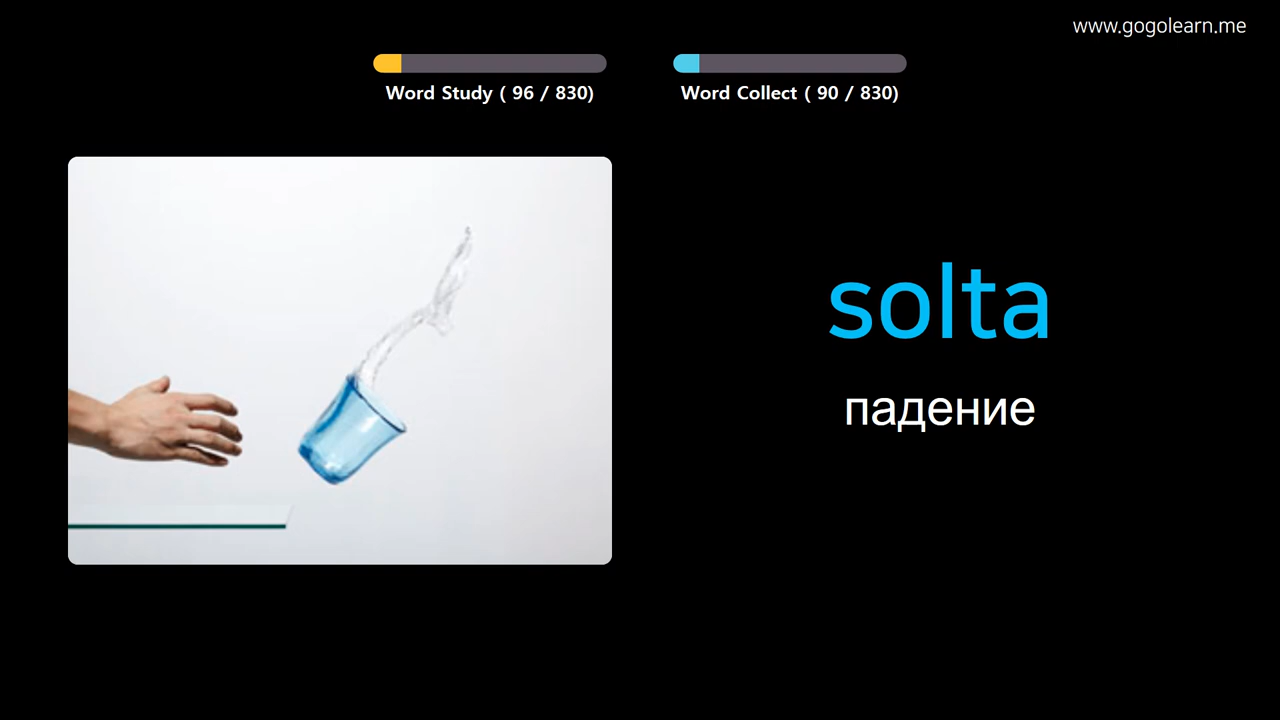 www.gogolearn.me
Word Study ( 96 / 830)
Word Collect ( 90 / 830)
solta
падение